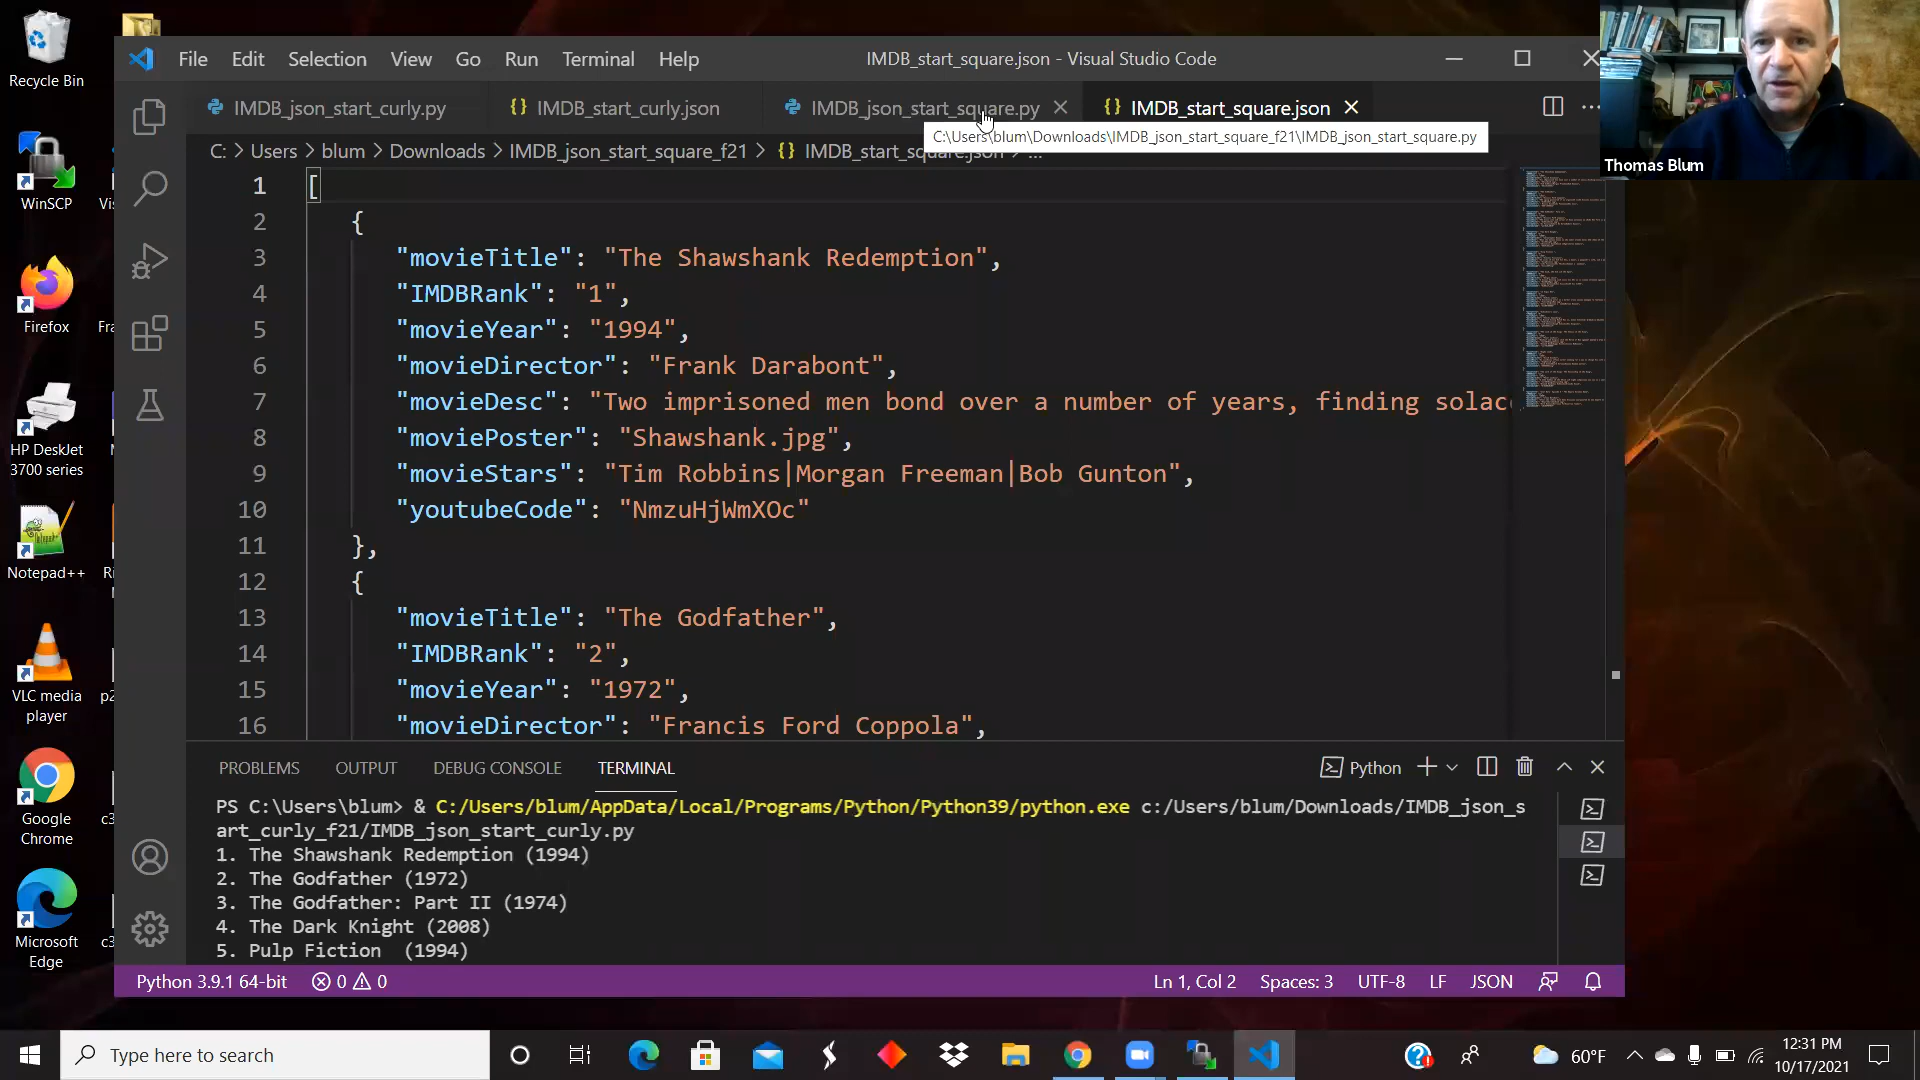 Recycle Bin
WinSCP
Firefox
HP DeskJet
3700 series
Notepad++
VLC media
player
Google
Chrome
Microsoft
Edge
File Edit Selection View Go Run Terminal Help
IMDB_start_square.json - Visual Studio Code
IMDB_json_start_curly.py
IMDB_start_curly.json
IMDB_json_start_square.py
IMDB_start_square.json
C:\Users\blum\Downloads\IMDB_json_start_square_f21\IMDB_json_start_square.py
C: > Users > blum > Downloads > IMDB_json_start_square_f21 > {} IMDB_start_square.json > ...
1 [
2 {
3 "movieTitle": "The Shawshank Redemption",
4 "IMDBRank": "1",
5 "movieYear": "1994",
6 "movieDirector": "Frank Darabont",
7 "movieDesc": "Two imprisoned men bond over a number of years, finding solac
8 "moviePoster": "Shawshank.jpg",
9 "movieStars": "Tim Robbins|Morgan Freeman|Bob Gunton",
10 "youtubeCode": "NmzuHjWmXOc"
11 },
12 {
13 "movieTitle": "The Godfather",
14 "IMDBRank": "2",
15 "movieYear": "1972",
16 "movieDirector": "Francis Ford Coppola",
Thomas Blum
PROBLEMS OUTPUT DEBUG CONSOLE TERMINAL
Python
PS C:\Users\blum> & C:/Users/blum/AppData/Local/Programs/Python/Python39/python.exe c:/Users/blum/Downloads/IMDB_json_s
art_curly_f21/IMDB_json_start_curly.py
1. The Shawshank Redemption (1994)
2. The Godfather (1972)
3. The Godfather: Part II (1974)
4. The Dark Knight (2008)
5. Pulp Fiction (1994)
Python 3.9.1 64-bit 0 0
Ln 1, Col 2 Spaces: 3 UTF-8 LF JSON
Type here to search
60°F
12:31 PM
10/17/2021